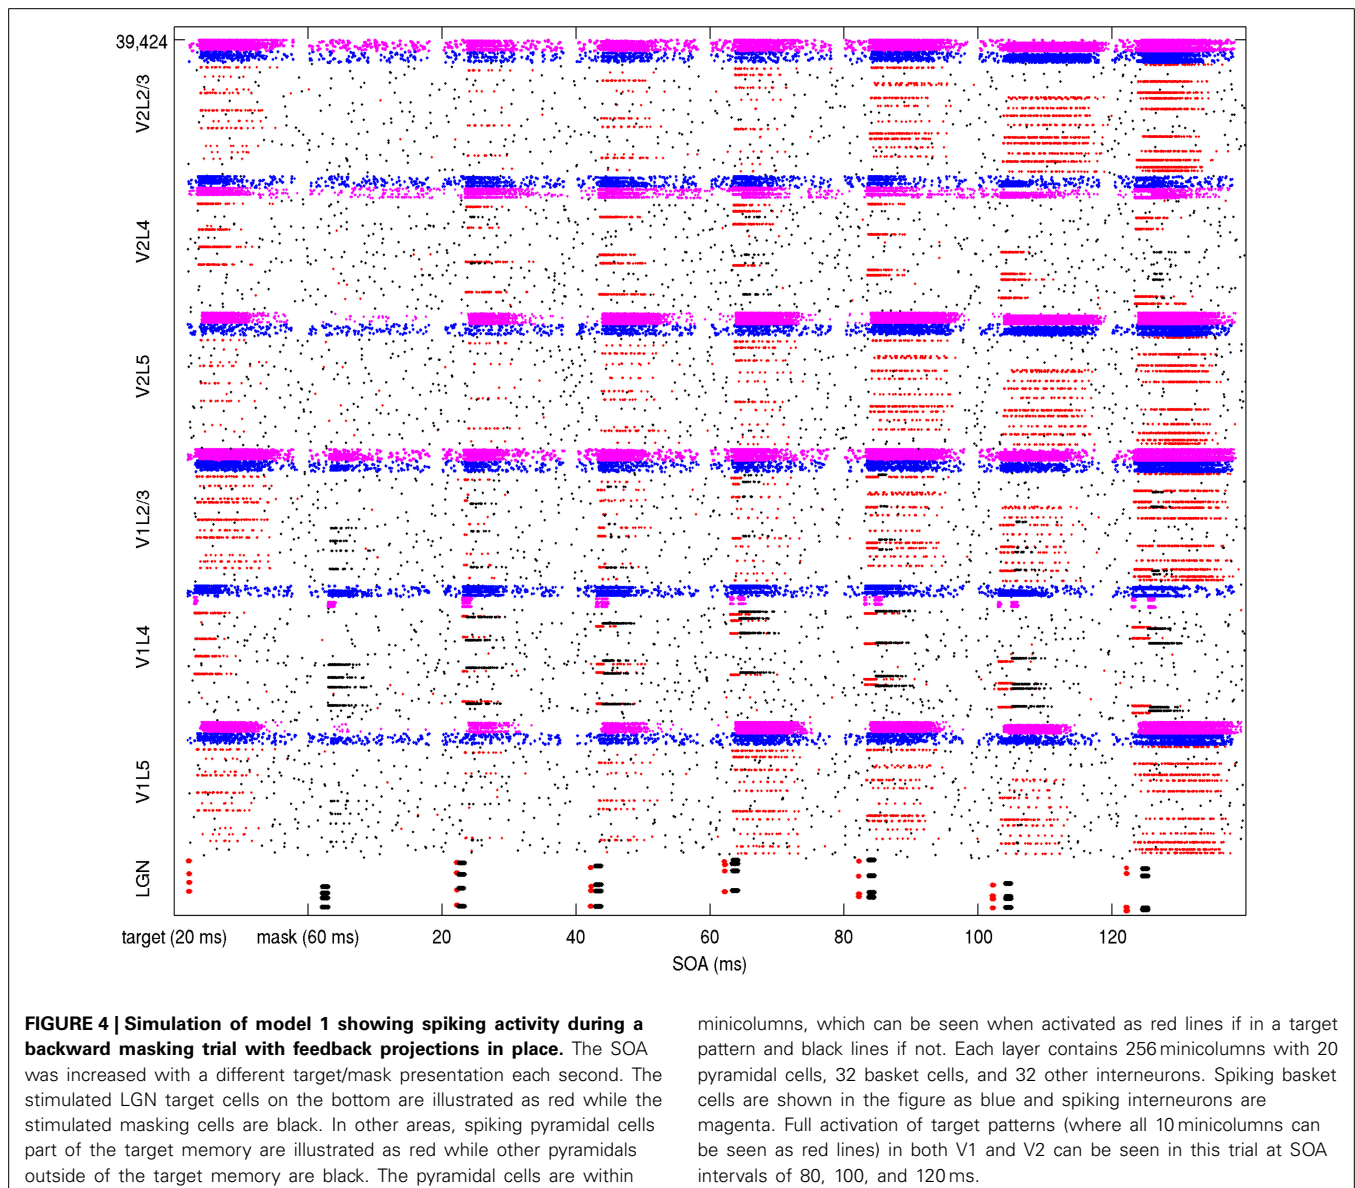 39,424
V2L2/3
V2L4
V2L5
V1L2/3
V1L4
V1L5
LGN
target (20 ms) mask (60 ms) 20 40 60 80 100 120
SOA (ms)
FIGURE 4 | Simulation of model 1 showing spiking activity during a
backward masking trial with feedback projections in place. The SOA
was increased with a different target/mask presentation each second. The
stimulated LGN target cells on the bottom are illustrated as red while the
stimulated masking cells are black. In other areas, spiking pyramidal cells
part of the target memory are illustrated as red while other pyramidals
outside of the target memory are black. The pyramidal cells are within
minicolumns, which can be seen when activated as red lines if in a target
pattern and black lines if not. Each layer contains 256 minicolumns with 20
pyramidal cells, 32 basket cells, and 32 other interneurons. Spiking basket
cells are shown in the figure as blue and spiking interneurons are
magenta. Full activation of target patterns (where all 10 minicolumns can
be seen as red lines) in both V1 and V2 can be seen in this trial at SOA
intervals of 80, 100, and 120 ms.